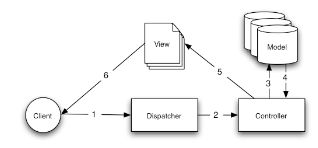 View
Model
6
5
3
4
Client
1
Dispatcher
2
Controller